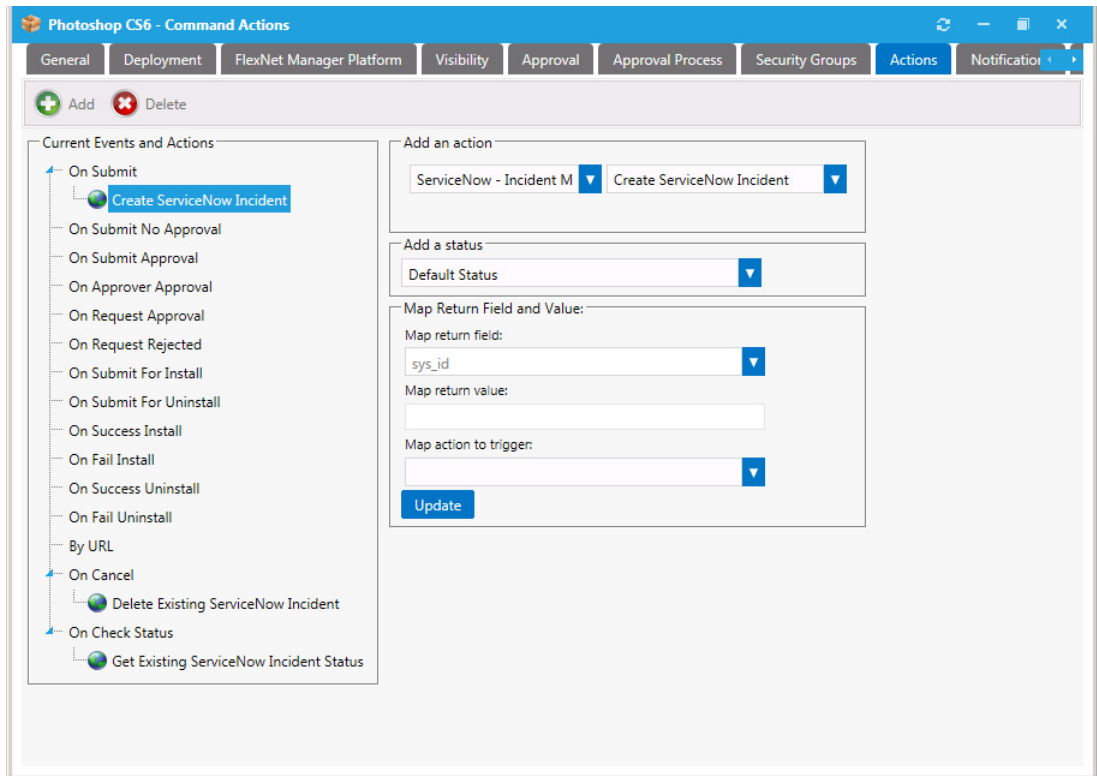 Photoshop CS6 - Command Actions
General Deployment FlexNet Manager Platform Visibility Approval Approval Process Security Groups Actions Notification
Add Delete
Current Events and Actions
On Submit
Create ServiceNow Incident
On Submit No Approval
On Submit Approval
On Approver Approval
On Request Approval
On Request Rejected
On Submit For Install
On Submit For Uninstall
On Success Install
On Fail Install
On Success Uninstall
On Fail Uninstall
By URL
On Cancel
Delete Existing ServiceNow Incident
On Check Status
Get Existing ServiceNow Incident Status
Add an action
ServiceNow - Incident M Create ServiceNow Incident
Add a status
Default Status
Map Return Field and Value:
Map return field:
sys_id
Map return value:
Map action to trigger:
Update